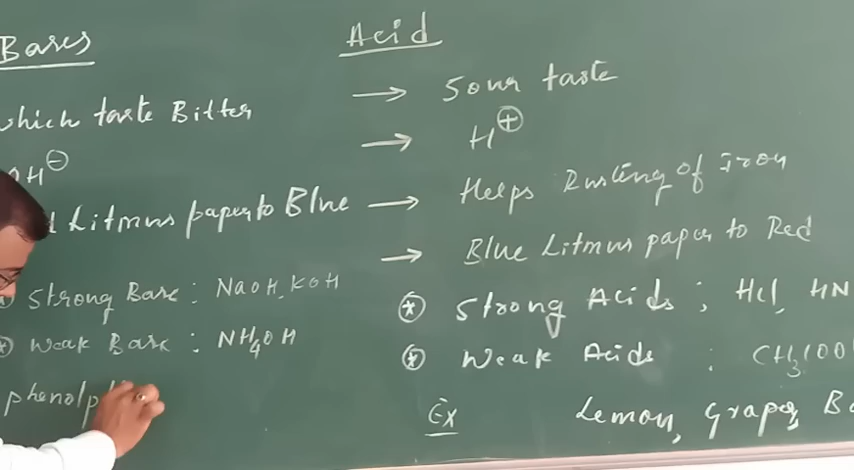 Bases
which taste Bitter
OH⊖
Litmus paper to Blue
Strong Base : NaOH, KOH
Weak Base : NH4OH
phenolp
Acid
→ Sour taste
→ H⊕
→ Helps Rusting of iron
→ Blue Litmus paper to Red
Strong Acids ; HCl, HN
Weak Acids : CH3COO
Ex Lemon, grapes, B